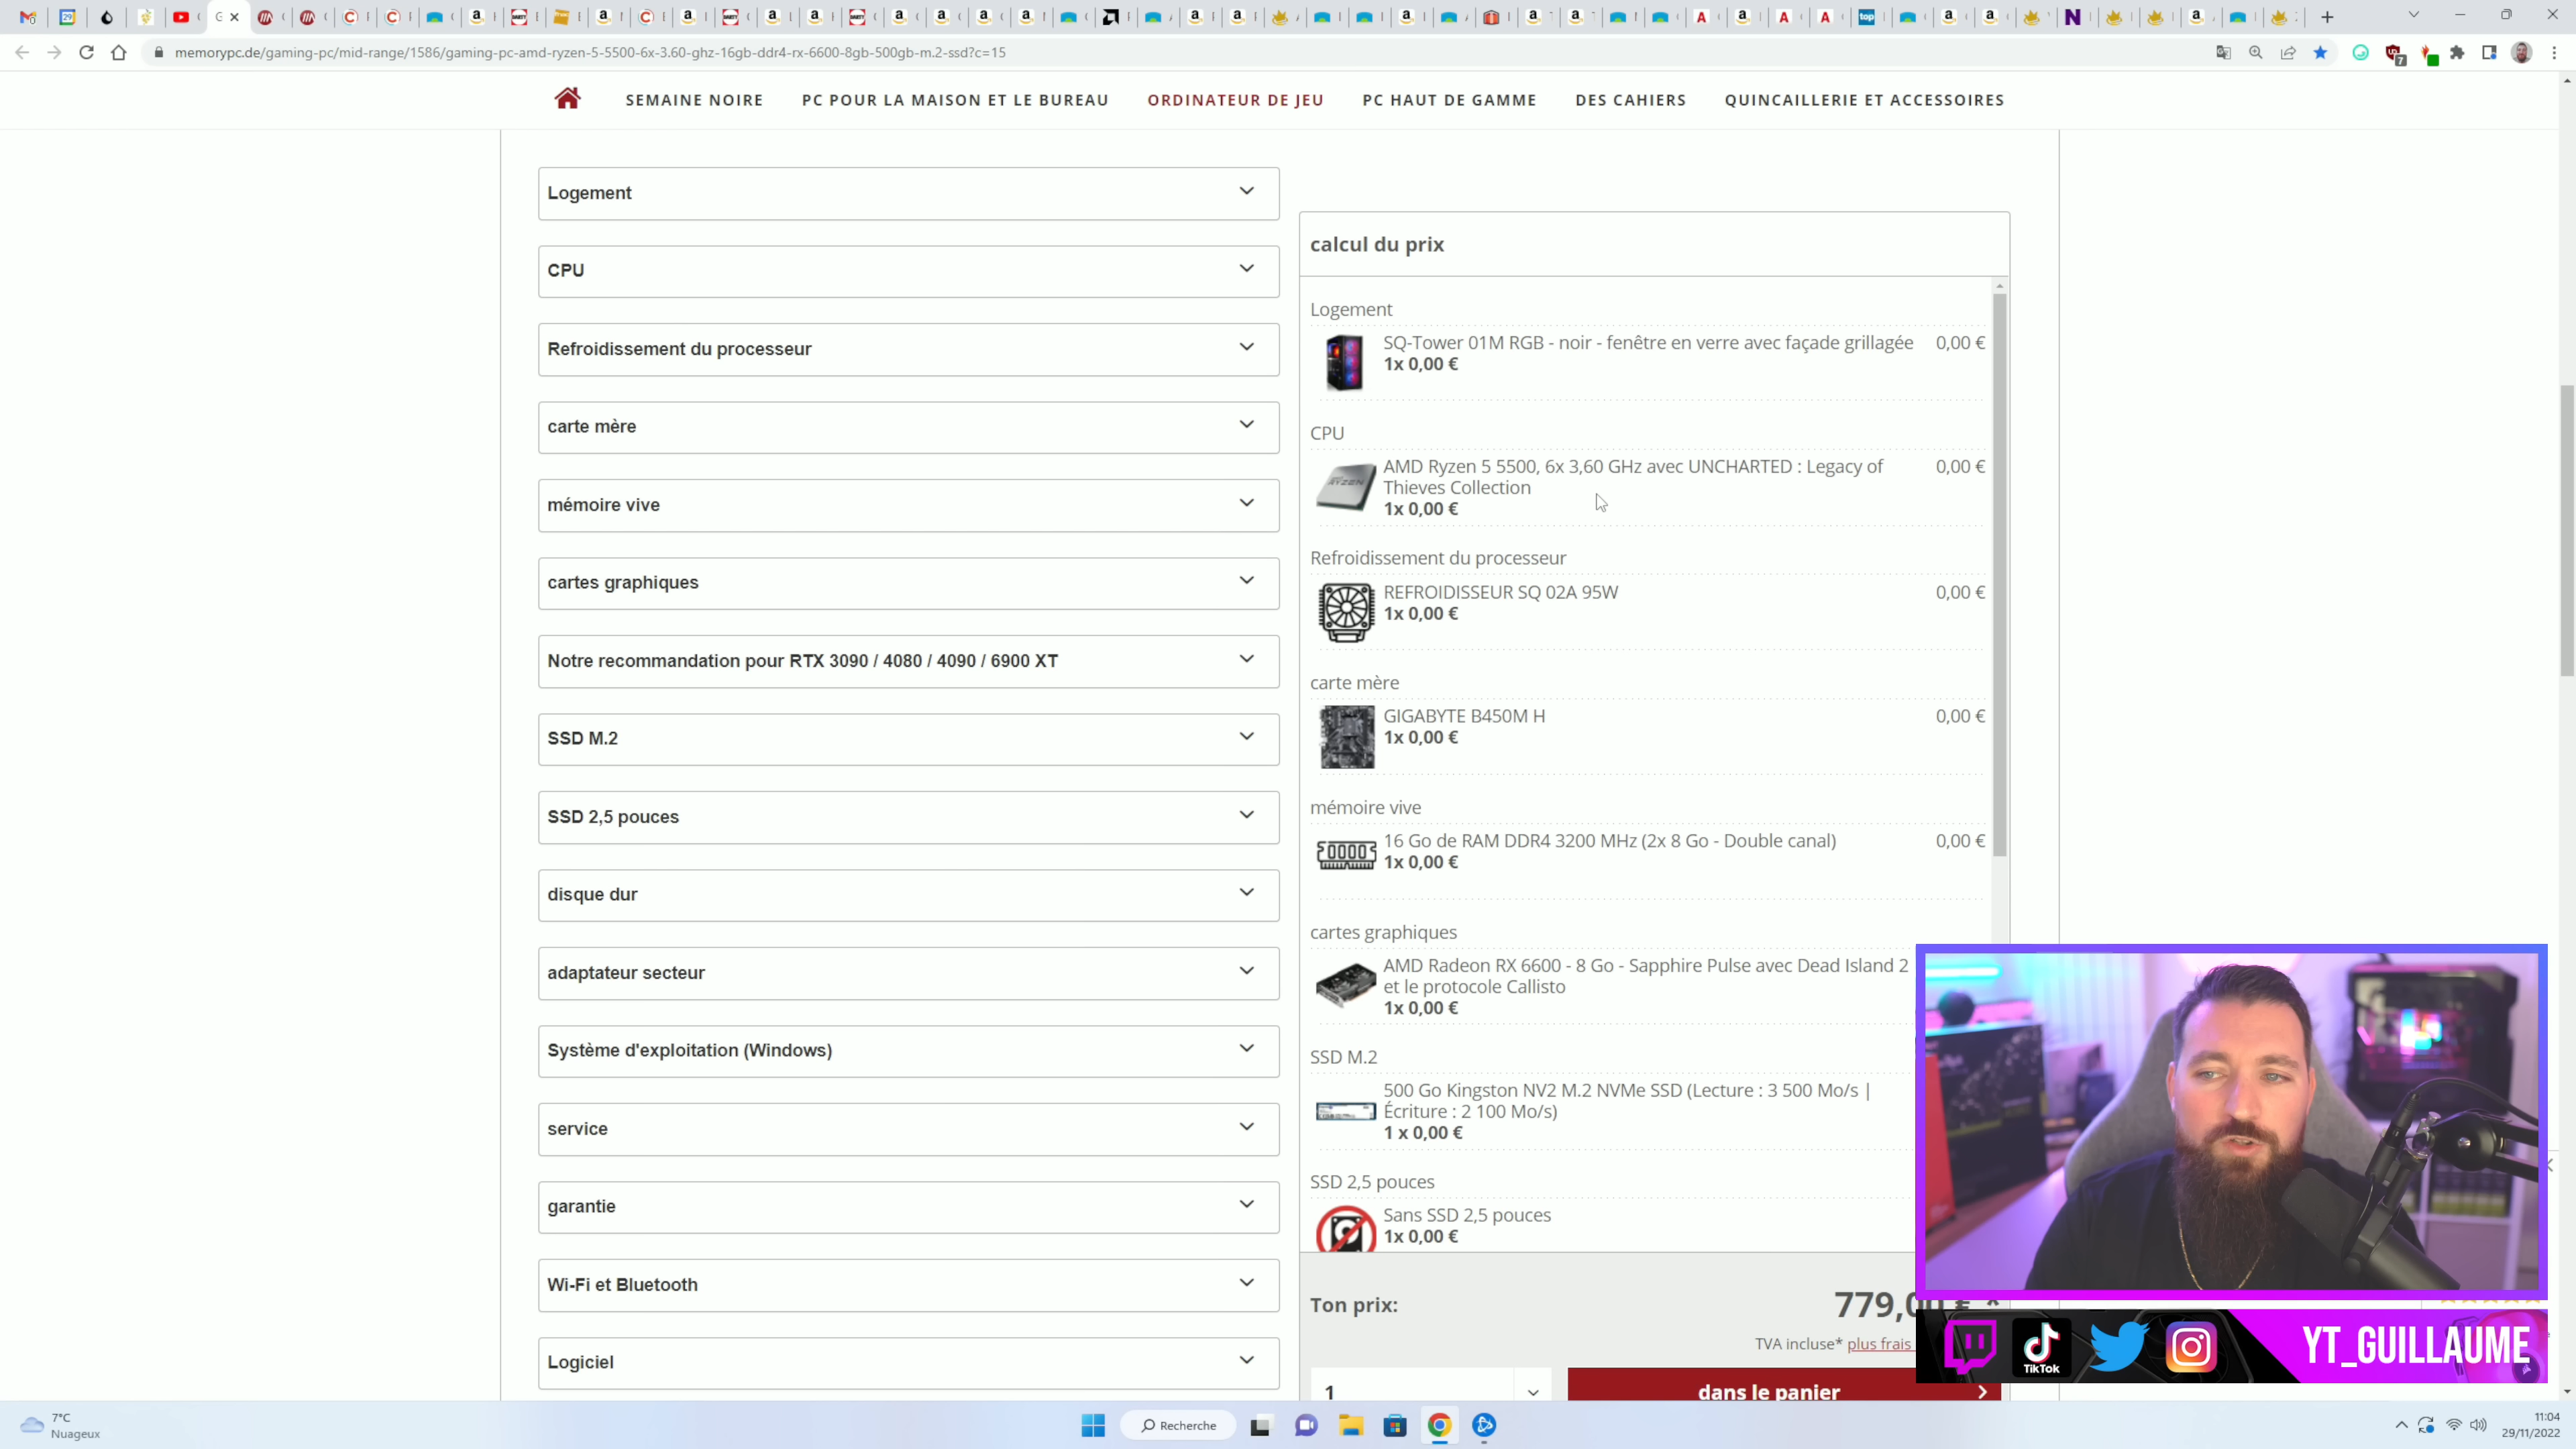 memorypc.de/gaming-pc/mid-range/1586/gaming-pc-amd-ryzen-5-5500-6x-3.60-ghz-16gb-ddr4-rx-6600-8gb-500gb-m.2-ssd?c=15
SEMAINE NOIRE
PC POUR LA MAISON ET LE BUREAU
ORDINATEUR DE JEU
PC HAUT DE GAMME
DES CAHIERS
QUINCAILLERIE ET ACCESSOIRES
Logement
CPU
Refroidissement du processeur
carte mère
mémoire vive
cartes graphiques
Notre recommandation pour RTX 3090 / 4080 / 4090 / 6900 XT
SSD M.2
SSD 2,5 pouces
disque dur
adaptateur secteur
Système d'exploitation (Windows)
service
garantie
Wi-Fi et Bluetooth
Logiciel
calcul du prix
Logement
SQ-Tower 01M RGB - noir - fenêtre en verre avec façade grillagée 0,00 €
1x 0,00 €
CPU
AMD Ryzen 5 5500, 6x 3,60 GHz avec UNCHARTED : Legacy of 0,00 €
Thieves Collection
1x 0,00 €
Refroidissement du processeur
REFROIDISSEUR SQ 02A 95W 0,00 €
1x 0,00 €
carte mère
GIGABYTE B450M H 0,00 €
1x 0,00 €
mémoire vive
16 Go de RAM DDR4 3200 MHz (2x 8 Go - Double canal) 0,00 €
1x 0,00 €
cartes graphiques
AMD Radeon RX 6600 - 8 Go - Sapphire Pulse avec Dead Island 2
et le protocole Callisto
1x 0,00 €
SSD M.2
500 Go Kingston NV2 M.2 NVMe SSD (Lecture : 3 500 Mo/s |
Écriture : 2 100 Mo/s)
1 x 0,00 €
SSD 2,5 pouces
Sans SSD 2,5 pouces
1x 0,00 €
Ton prix:
779,00 € *
TVA incluse* plus frais
1
dans le panier
TikTok
YT_GUILLAUME
7°C
Nuageux
Recherche
11:04
29/11/2022